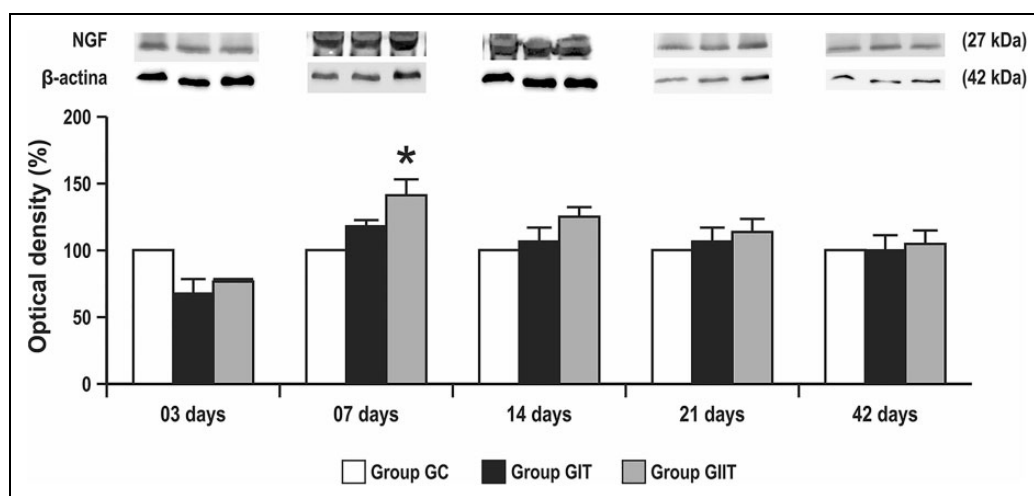 NGF (27 kDa)
β-actina (42 kDa)
200
150
100
50
0
Optical density (%)
*
03 days 07 days 14 days 21 days 42 days
Group GC Group GIT Group GIIT